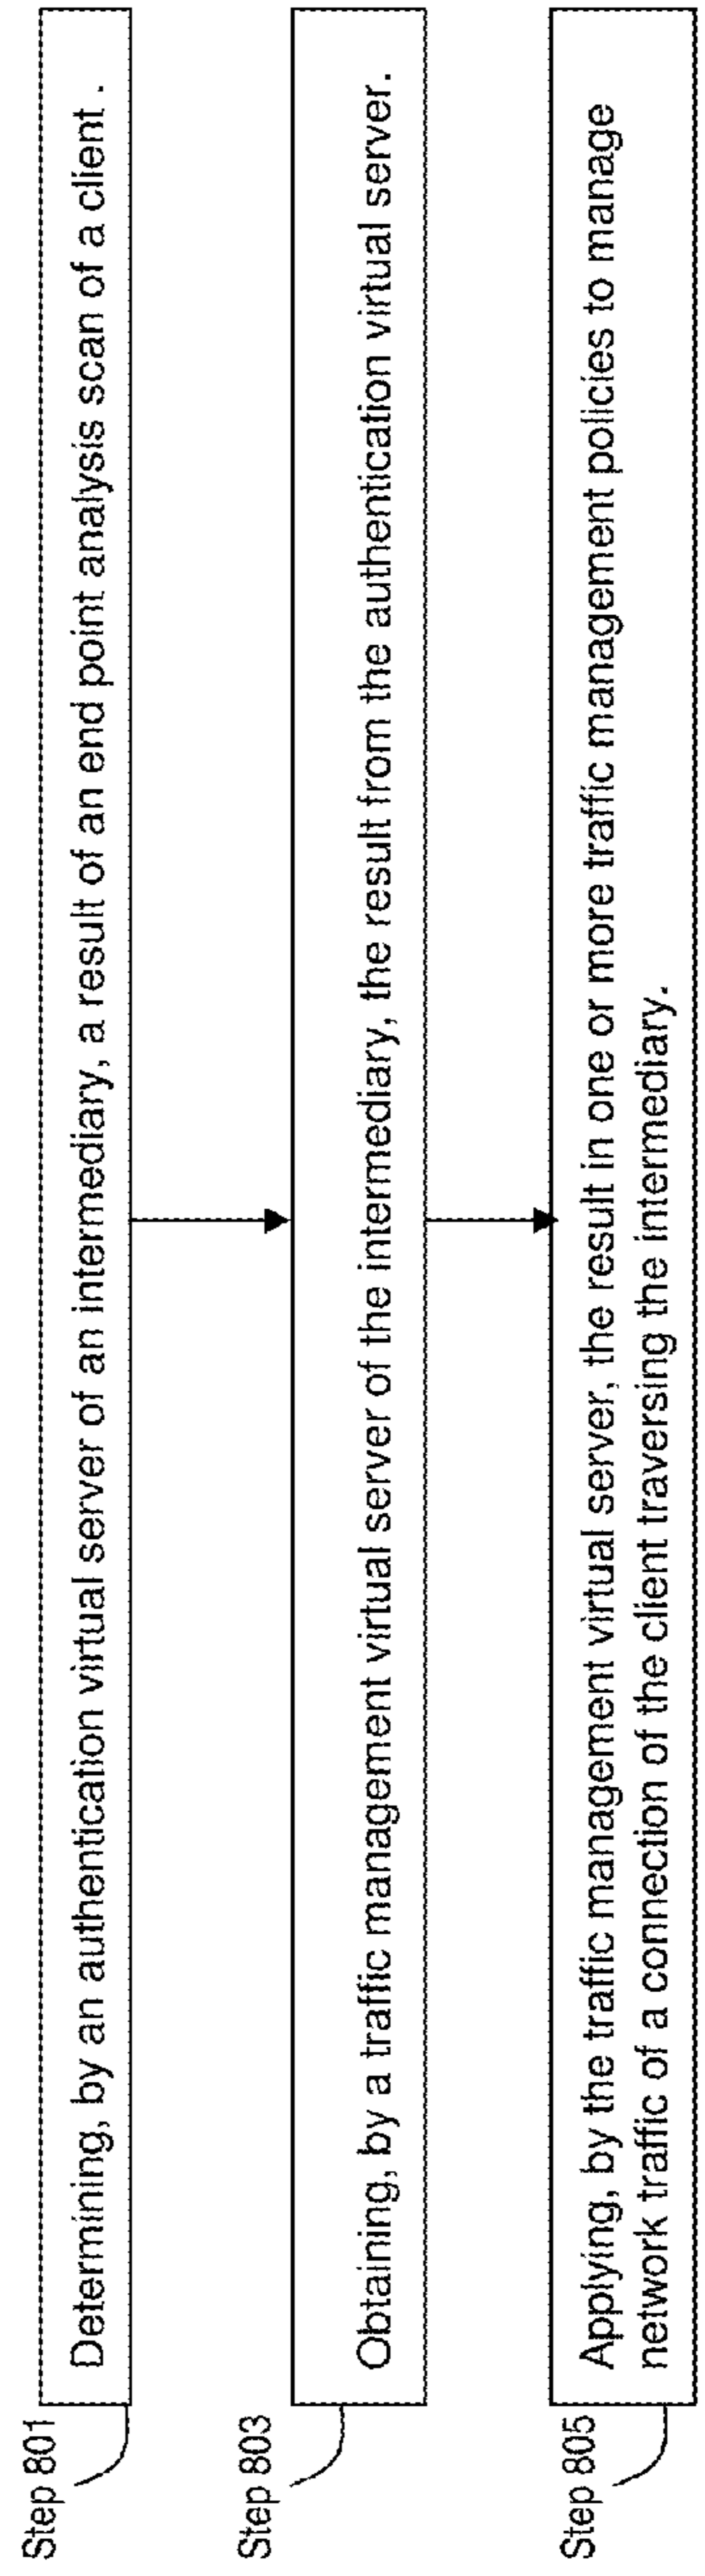 Step 801
Determining, by an authentication virtual server of an intermediary, a result of an end point analysis scan of a client .
Step 803
Obtaining, by a traffic management virtual server of the intermediary, the result from the authentication virtual server.
Step 805
Applying, by the traffic management virtual server, the result in one or more traffic management policies to manage
network traffic of a connection of the client traversing the intermediary.